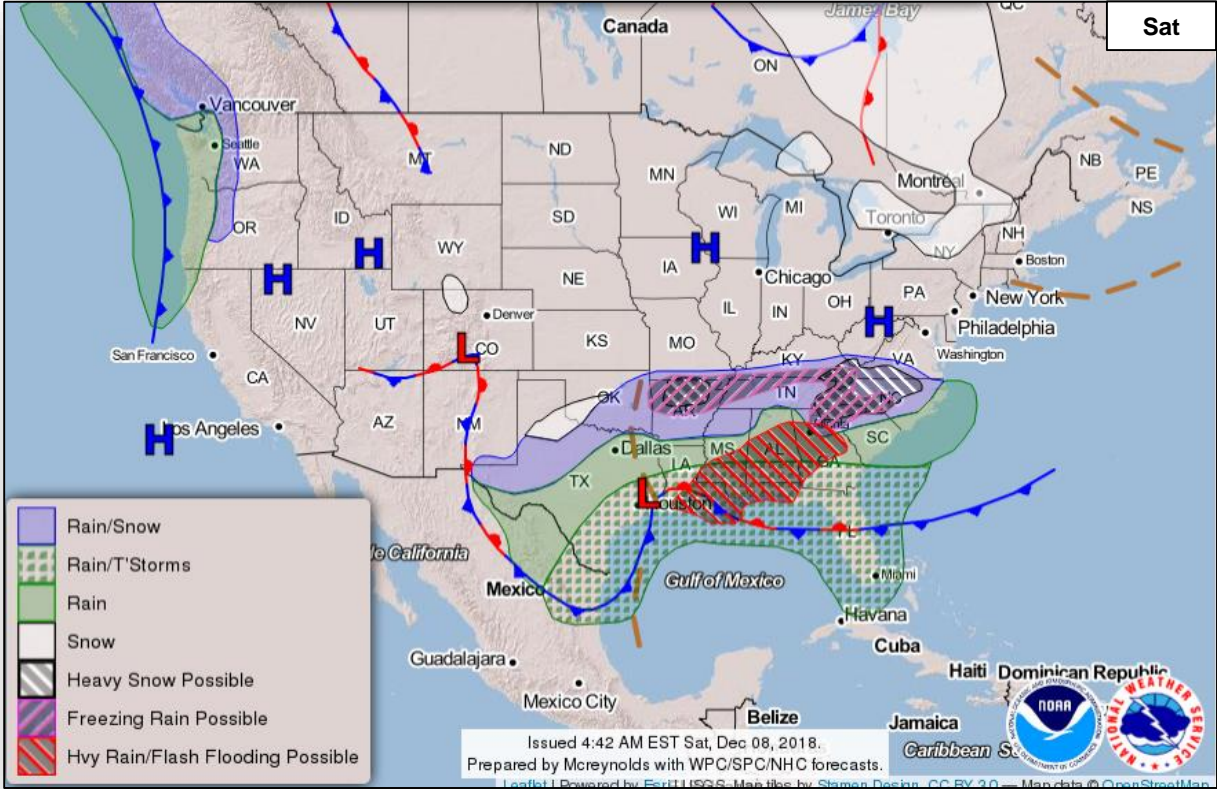 Sat
Canada
James Bay
QC
ON
Vancouver
Seattle
WA
MT
ND
MN
NB
PE
Montréal
NS
OR
ID
SD
WI
MI
Toronto
NH
H
H
WY
H
IA
NY
Boston
NE
Chicago
PA
New York
NV
UT
Denver
IL
IN
OH
H
Philadelphia
San Francisco
L
CO
KS
MO
KY
VA
Washington
CA
OK
TN
NC
AZ
NM
AR
H
Los Angeles
Dallas
MS
AL
SC
TX
LA
GA
L
Houston
FL
Rain/Snow
Rain/T'Storms
Rain
Snow
Heavy Snow Possible
Freezing Rain Possible
Hvy Rain/Flash Flooding Possible
le California
Mexico
Gulf of Mexico
Miami
Havana
Cuba
Guadalajara
Haiti
Dominican Republic
Mexico City
Belize
Jamaica
Caribbean
NOAA
NATIONAL WEATHER SERVICE
Issued 4:42 AM EST Sat, Dec 08, 2018.
Prepared by Mcreynolds with WPC/SPC/NHC forecasts.
Leaflet | Powered by Esri | USGS, Map tiles by Stamen Design, CC BY 3.0 — Map data © OpenStreetMap